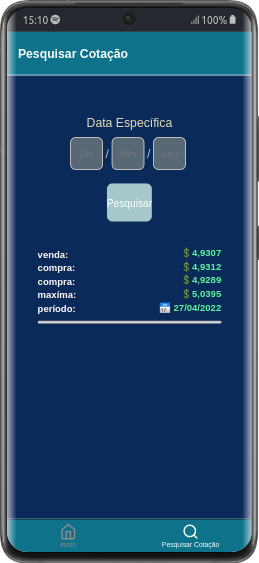 15:10 100%
Pesquisar Cotação
Data Específica
Dia / Mês / Ano
Pesquisar
venda: $ 4,9307
compra: $ 4,9312
compra: $ 4,9289
maxíma: $ 5,0395
período: 27/04/2022
Início Pesquisar Cotação